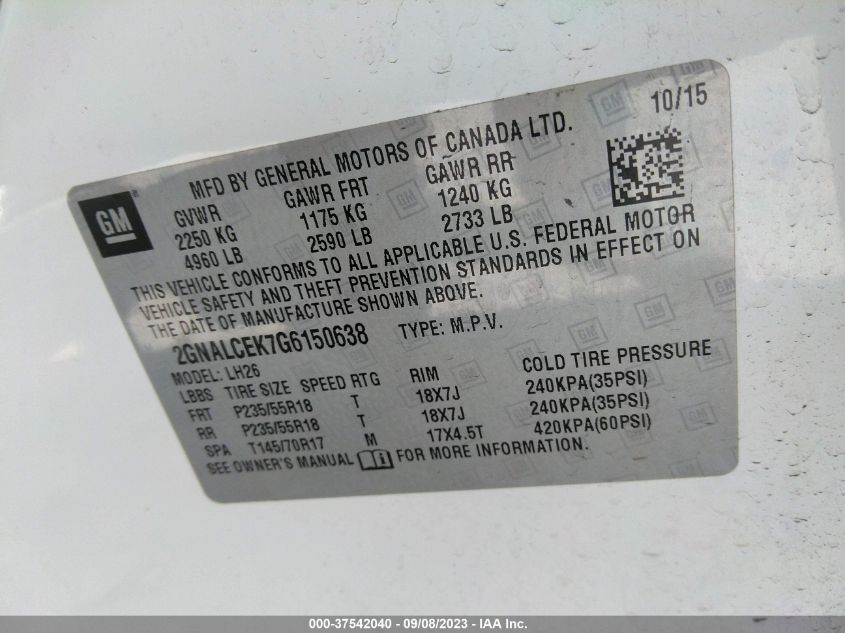 10/15
MFD BY GENERAL MOTORS OF CANADA LTD.
GM
GVWR GAWR FRT GAWR RR
2250 KG 1175 KG 1240 KG
4960 LB 2590 LB 2733 LB
THIS VEHICLE CONFORMS TO ALL APPLICABLE U.S. FEDERAL MOTOR
VEHICLE SAFETY AND THEFT PREVENTION STANDARDS IN EFFECT ON
THE DATE OF MANUFACTURE SHOWN ABOVE.
2GNALCEK7G6150638 TYPE: M.P.V.
MODEL: LH26
LBBS TIRE SIZE SPEED RTG RIM COLD TIRE PRESSURE
FRT P235/55R18 T 18X7J 240KPA(35PSI)
RR P235/55R18 T 18X7J 240KPA(35PSI)
SPA T145/70R17 M 17X4.5T 420KPA(60PSI)
SEE OWNER'S MANUAL FOR MORE INFORMATION.
000-37542040 - 09/08/2023 - IAA Inc.